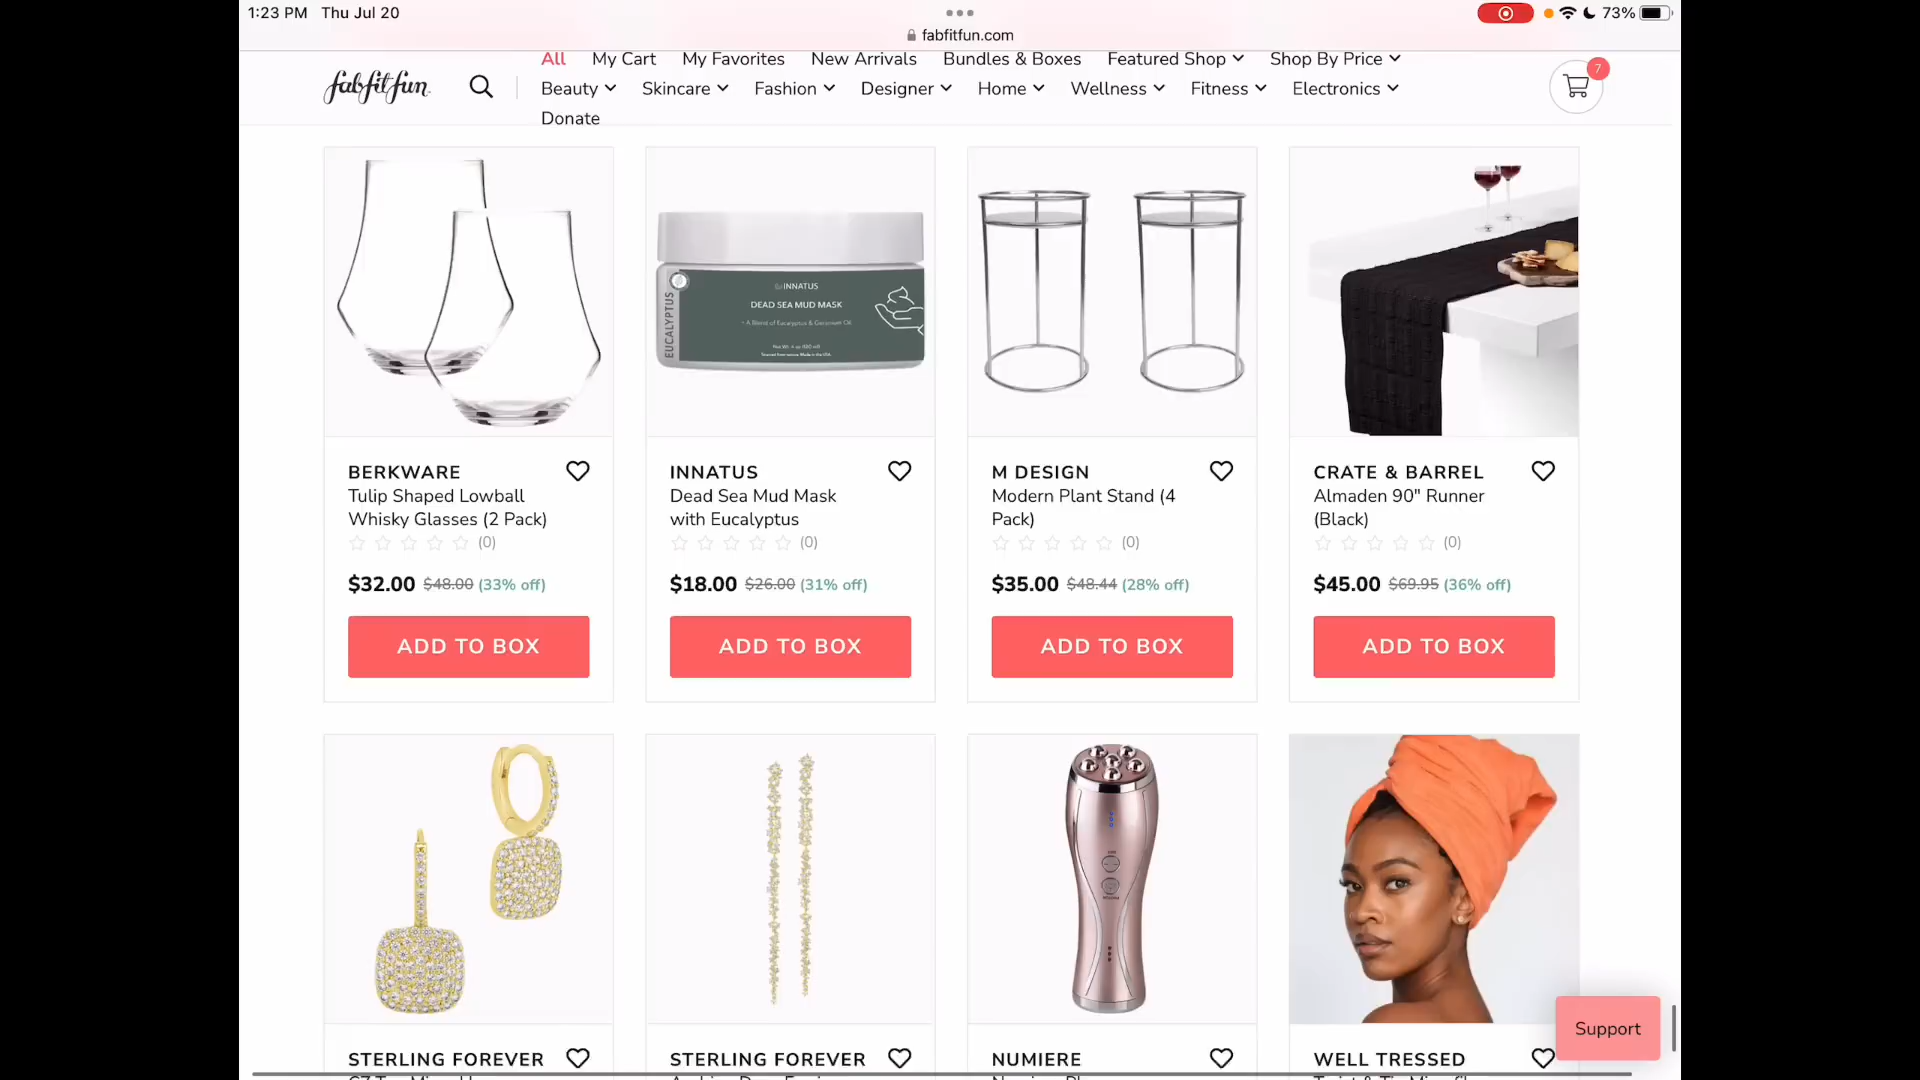 1:23 PM Thu Jul 20
73%
fabfitfun.com
fabfitfun
All My Cart My Favorites New Arrivals Bundles & Boxes Featured Shop Shop By Price
Beauty Skincare Fashion Designer Home Wellness Fitness Electronics
Donate
7
INNATUS
DEAD SEA MUD MASK
EUCALYPTUS
BERKWARE
Tulip Shaped Lowball
Whisky Glasses (2 Pack)
(0)
$32.00 $48.00 (33% off)
ADD TO BOX
INNATUS
Dead Sea Mud Mask
with Eucalyptus
(0)
$18.00 $26.00 (31% off)
ADD TO BOX
M DESIGN
Modern Plant Stand (4
Pack)
(0)
$35.00 $48.44 (28% off)
ADD TO BOX
CRATE & BARREL
Almaden 90" Runner
(Black)
(0)
$45.00 $69.95 (36% off)
ADD TO BOX
STERLING FOREVER
STERLING FOREVER
NUMIERE
WELL TRESSED
Support